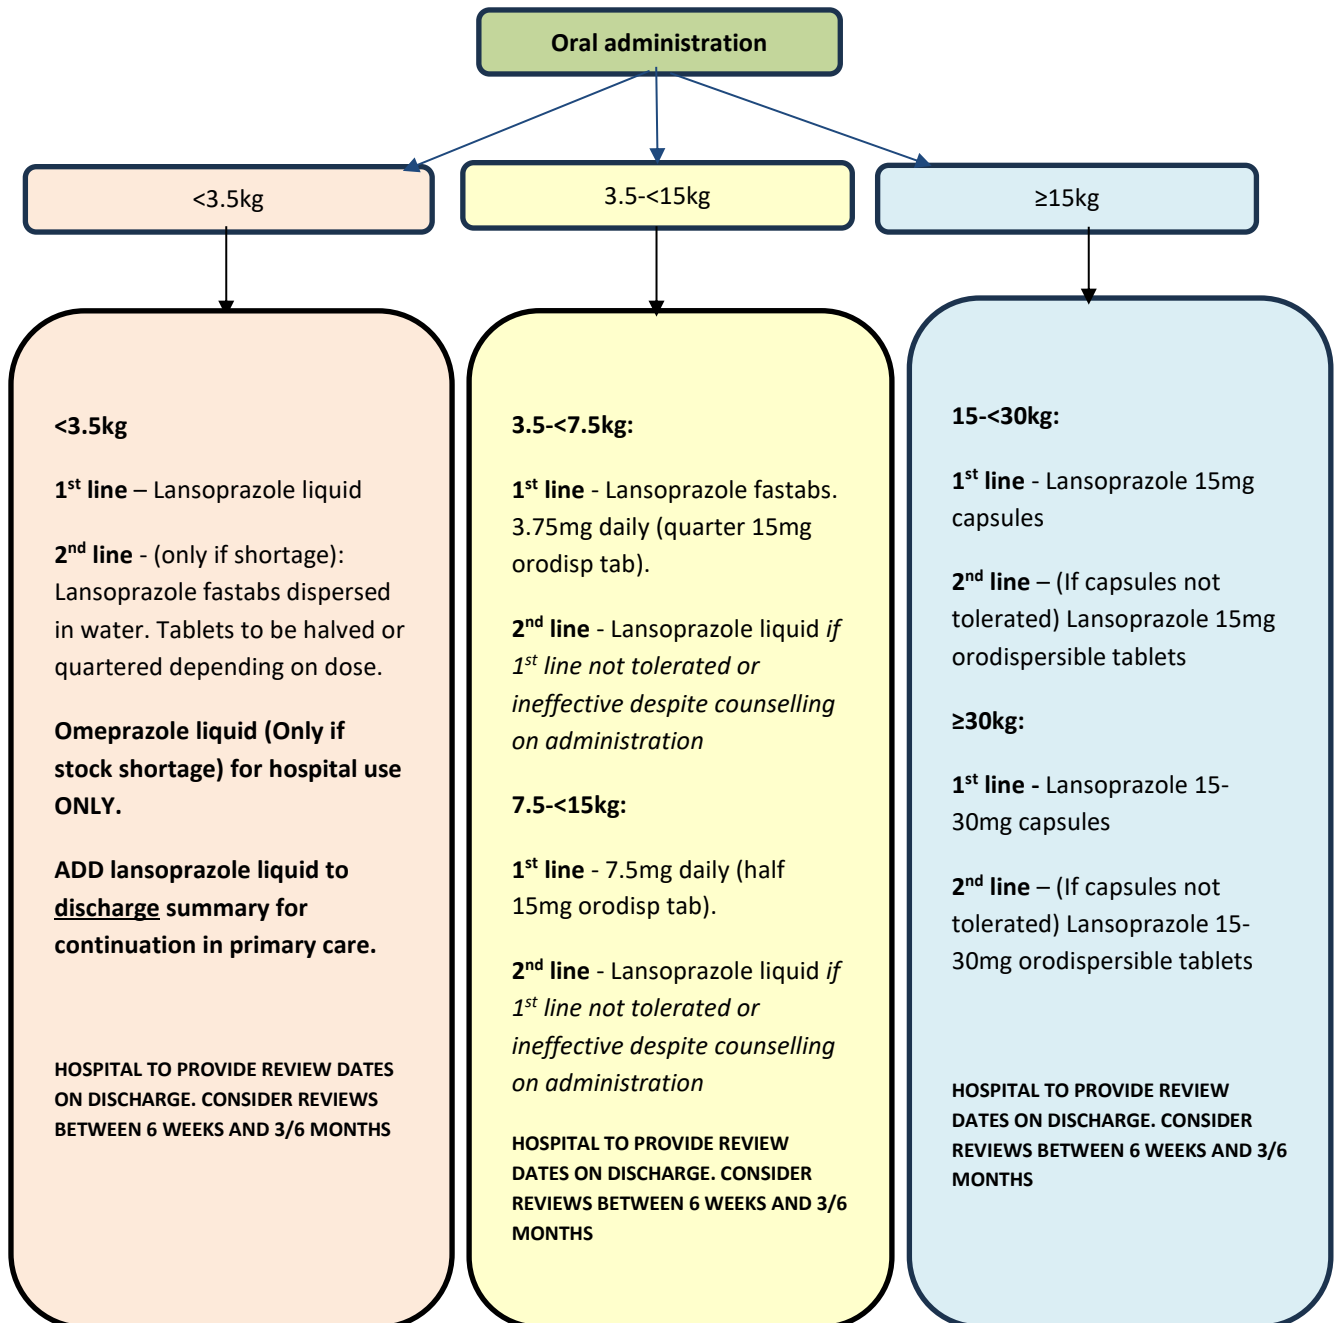 Oral administration
<3.5kg
3.5-<15kg
≥15kg
<3.5kg
1st line – Lansoprazole liquid
2nd line - (only if shortage):
Lansoprazole fastabs dispersed
in water. Tablets to be halved or
quartered depending on dose.
Omeprazole liquid (Only if
stock shortage) for hospital use
ONLY.
ADD lansoprazole liquid to
discharge summary for
continuation in primary care.
HOSPITAL TO PROVIDE REVIEW DATES
ON DISCHARGE. CONSIDER REVIEWS
BETWEEN 6 WEEKS AND 3/6 MONTHS
3.5-<7.5kg:
1st line - Lansoprazole fastabs.
3.75mg daily (quarter 15mg
orodisp tab).
2nd line - Lansoprazole liquid if
1st line not tolerated or
ineffective despite counselling
on administration
7.5-<15kg:
1st line - 7.5mg daily (half
15mg orodisp tab).
2nd line - Lansoprazole liquid if
1st line not tolerated or
ineffective despite counselling
on administration
HOSPITAL TO PROVIDE REVIEW
DATES ON DISCHARGE. CONSIDER
REVIEWS BETWEEN 6 WEEKS AND 3/6
MONTHS
15-<30kg:
1st line - Lansoprazole 15mg
capsules
2nd line – (If capsules not
tolerated) Lansoprazole 15mg
orodispersible tablets
≥30kg:
1st line - Lansoprazole 15-
30mg capsules
2nd line – (If capsules not
tolerated) Lansoprazole 15-
30mg orodispersible tablets
HOSPITAL TO PROVIDE REVIEW
DATES ON DISCHARGE. CONSIDER
REVIEWS BETWEEN 6 WEEKS AND 3/6
MONTHS